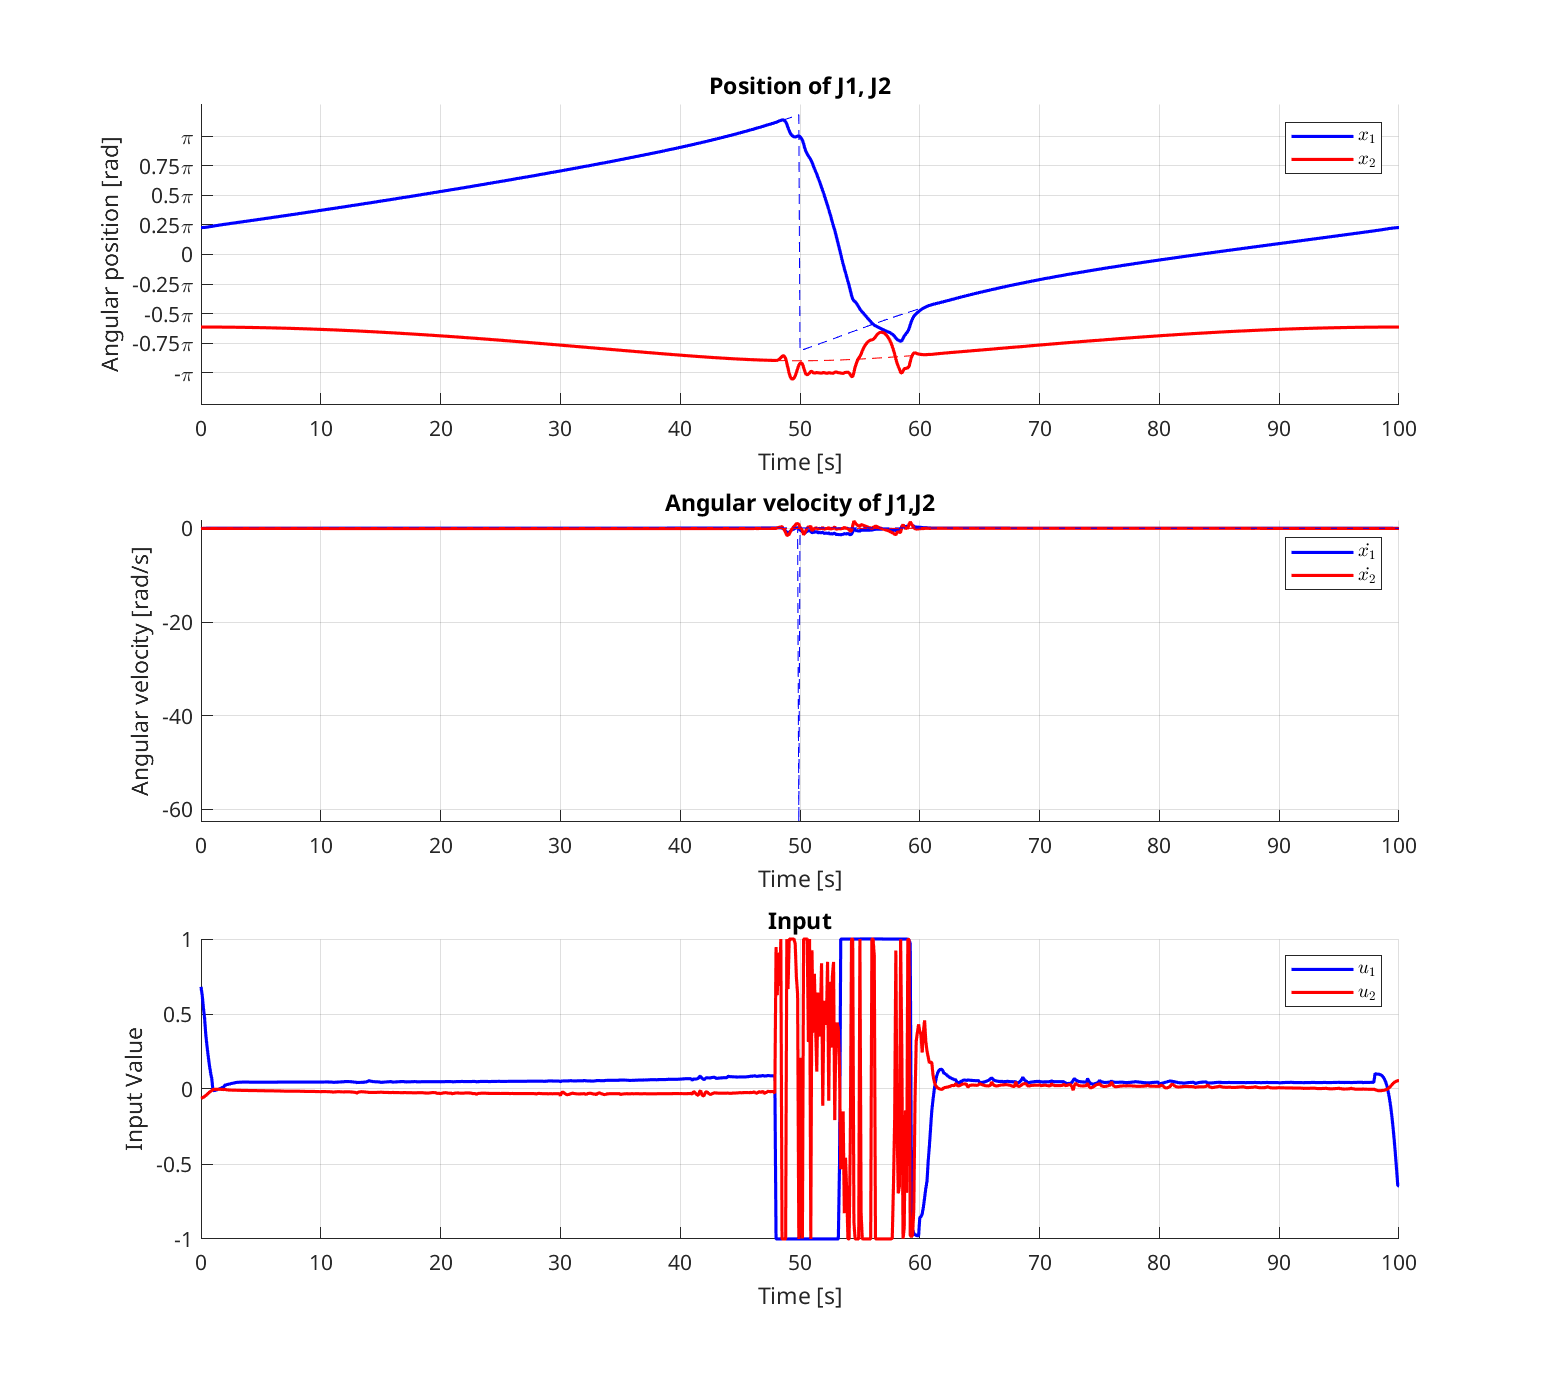 Position of J1, J2
Angular position [rad]
π
0.75π
0.5π
0.25π
0
-0.25π
-0.5π
-0.75π
-π
x₁
x₂
0 10 20 30 40 50 60 70 80 90 100
Time [s]
Angular velocity of J1,J2
Angular velocity [rad/s]
0
-20
-40
-60
ẋ₁
ẋ₂
0 10 20 30 40 50 60 70 80 90 100
Time [s]
Input
Input Value
1
0.5
0
-0.5
-1
u₁
u₂
0 10 20 30 40 50 60 70 80 90 100
Time [s]